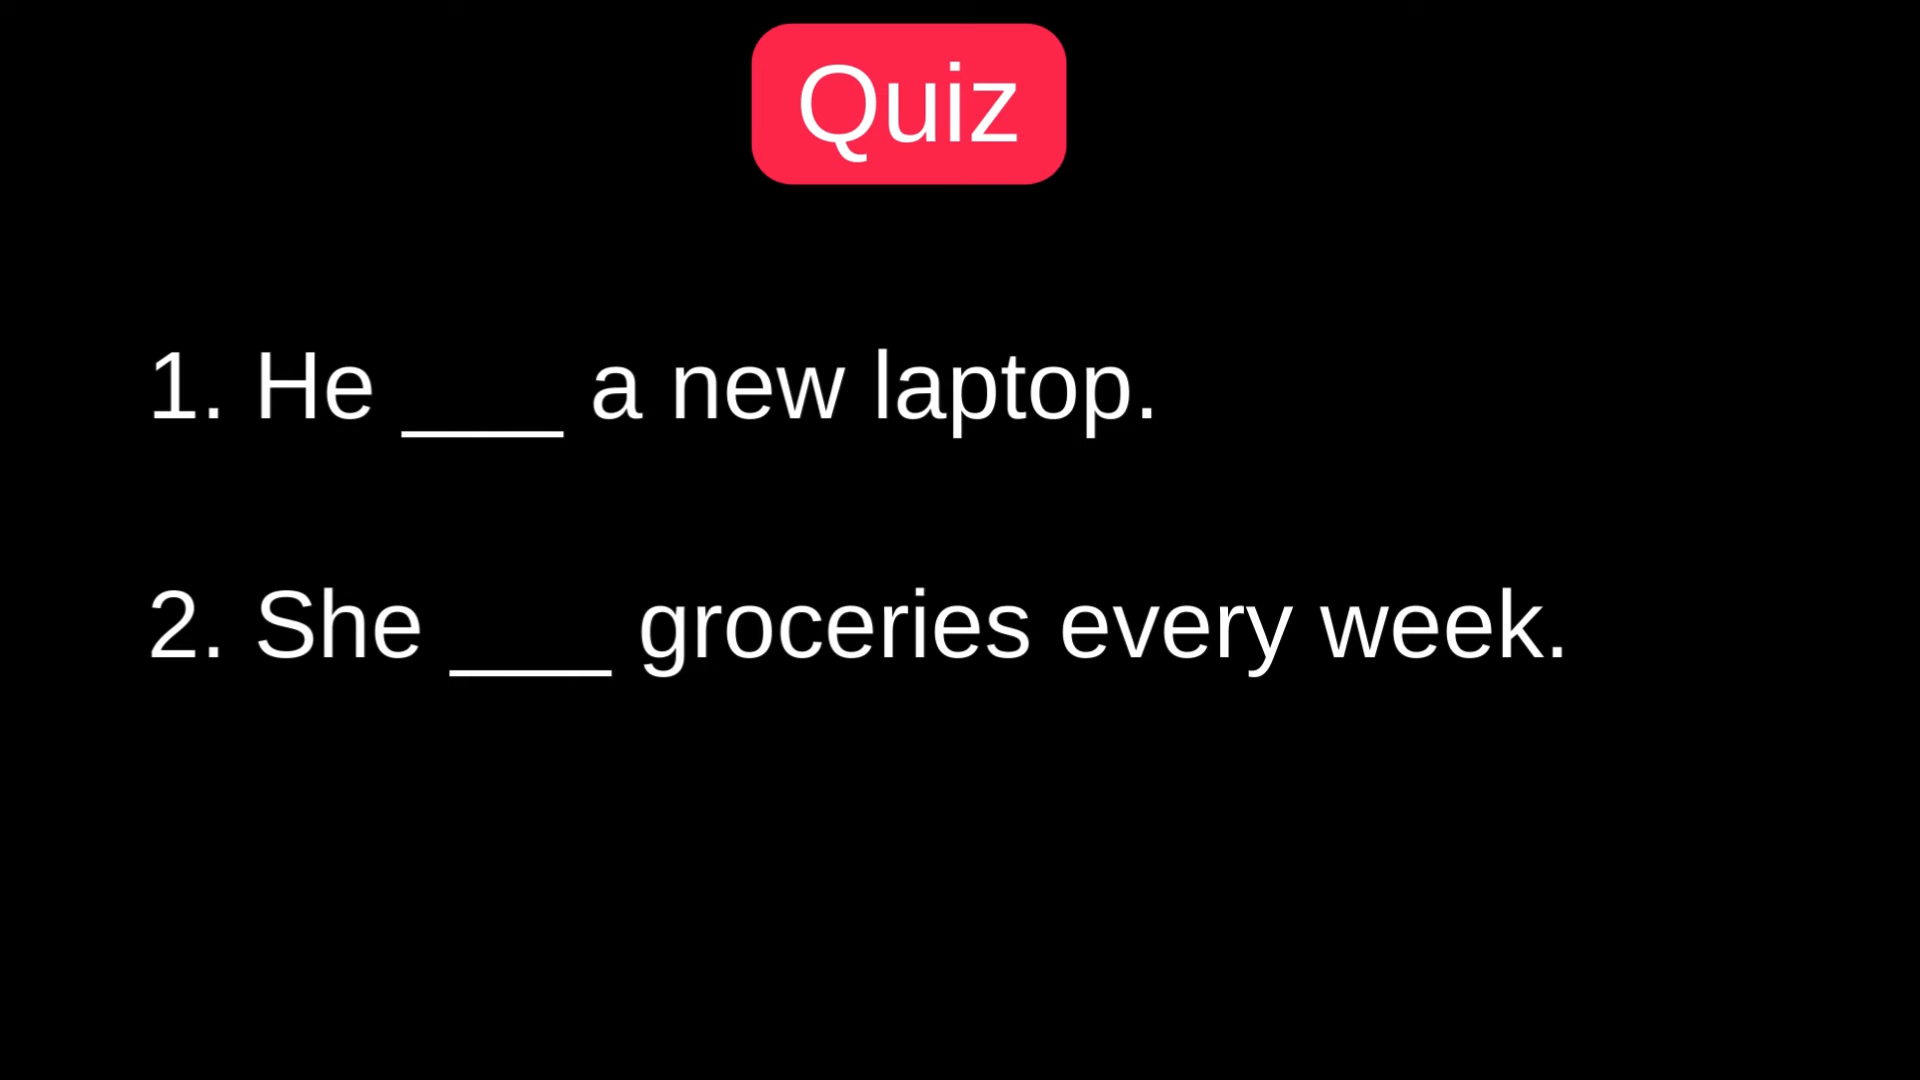 Quiz
1. He ___ a new laptop.
2. She ___ groceries every week.